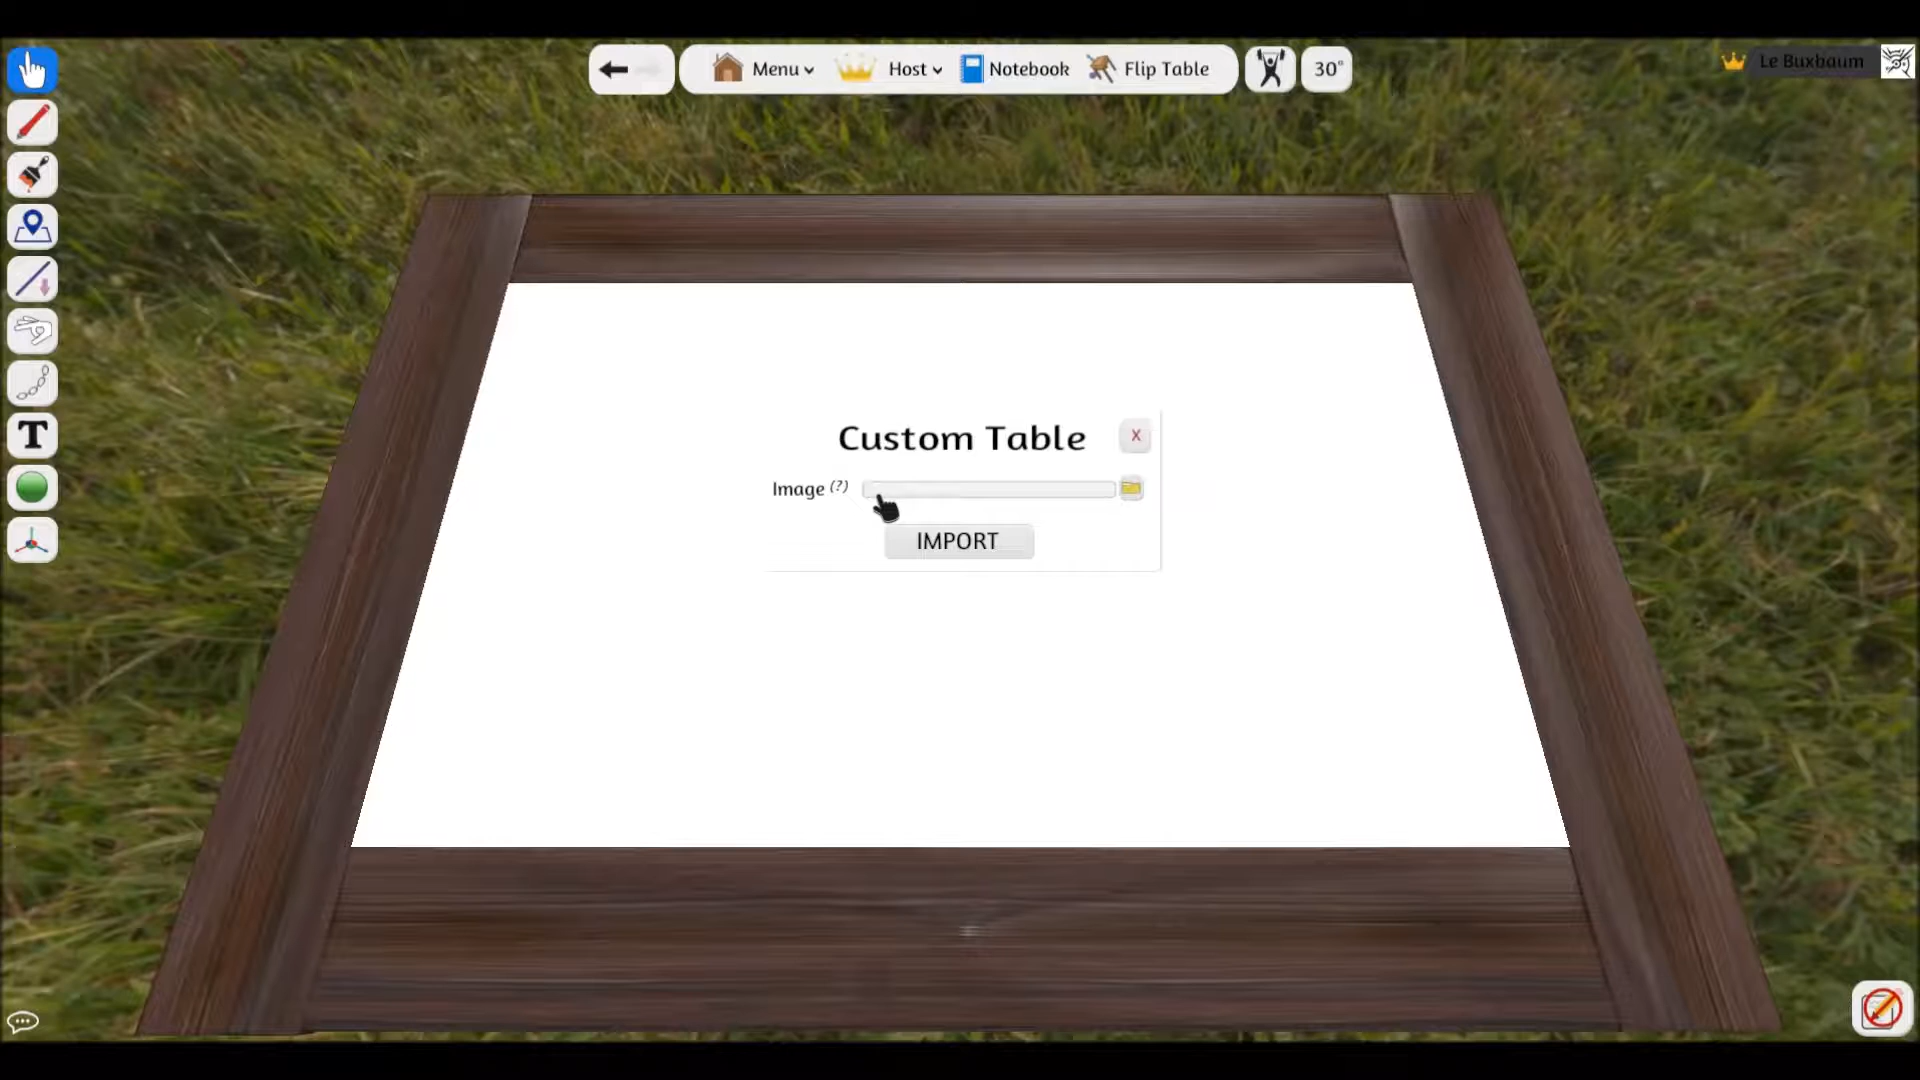 Menu Host Notebook Flip Table 30°
Le Buxbaum
T
Custom Table X
Image (?)
IMPORT